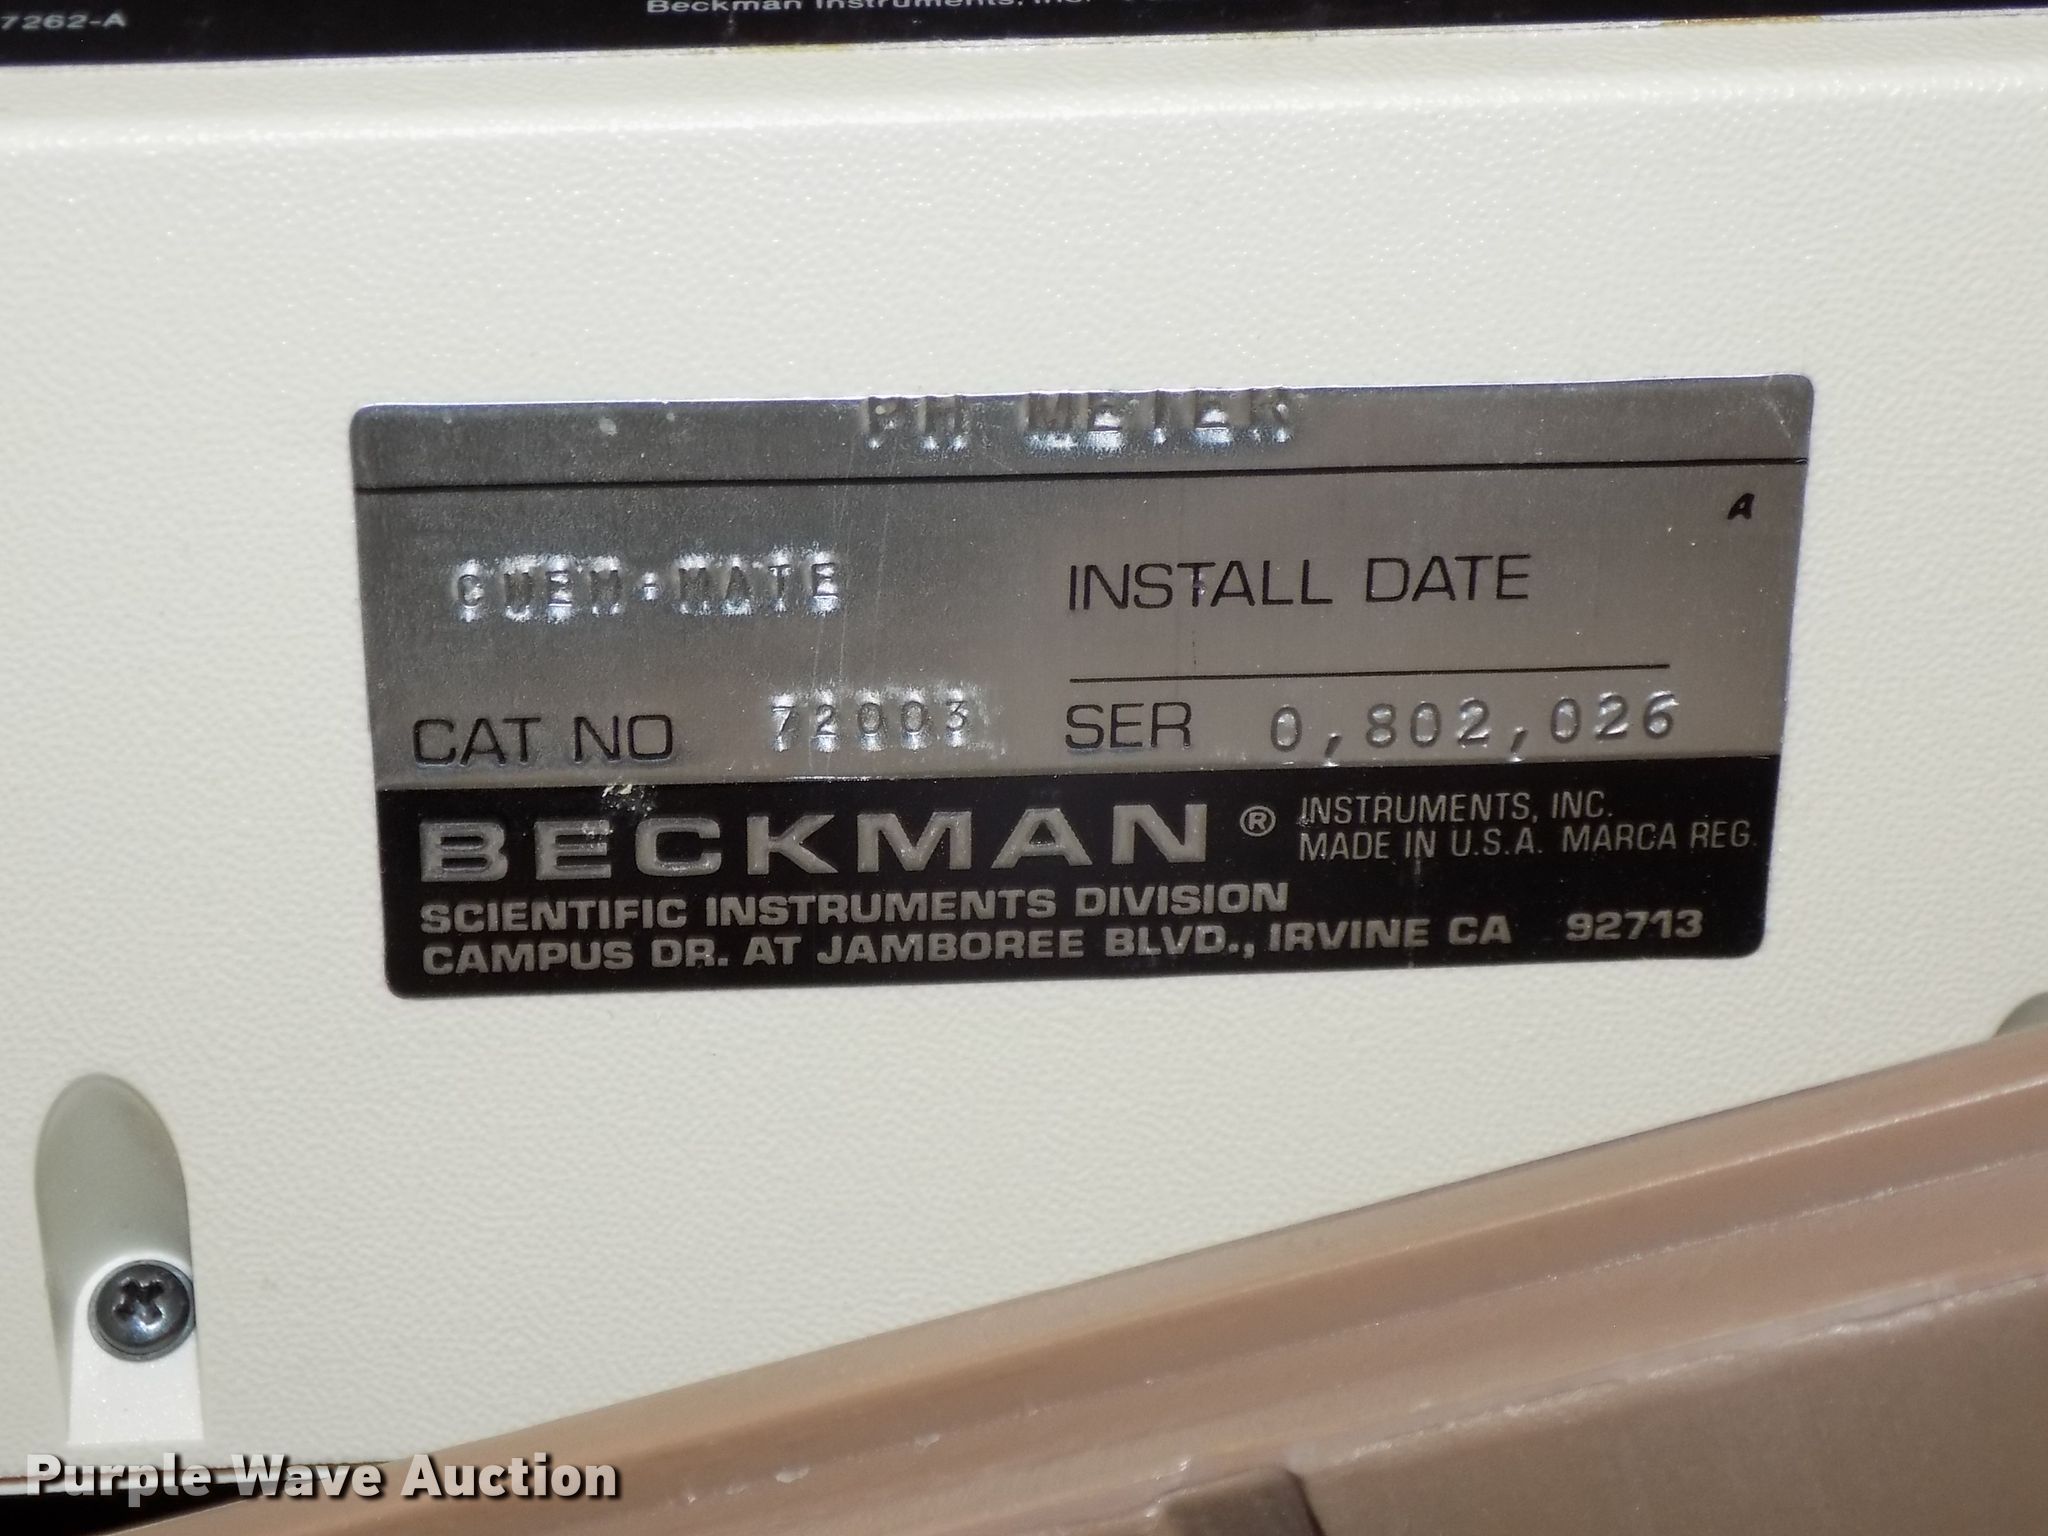 7262-A
Beckman Instruments, Inc.
PH METER
A
CHEM-MATE
INSTALL DATE
CAT NO 72003
SER 0,802,026
BECKMAN ® INSTRUMENTS, INC.
MADE IN U.S.A. MARCA REG.
SCIENTIFIC INSTRUMENTS DIVISION
CAMPUS DR. AT JAMBOREE BLVD., IRVINE CA 92713
Purple Wave Auction